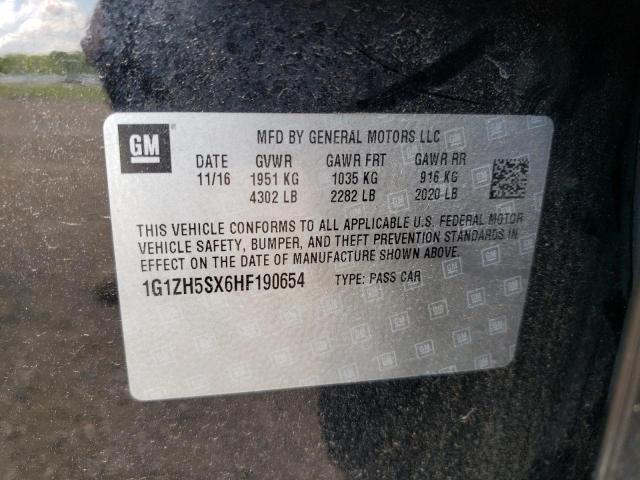 GM
MFD BY GENERAL MOTORS LLC
DATE GVWR GAWR FRT GAWR RR
11/16 1951 KG 1035 KG 916 KG
4302 LB 2282 LB 2020 LB
THIS VEHICLE CONFORMS TO ALL APPLICABLE U.S. FEDERAL MOTOR
VEHICLE SAFETY, BUMPER, AND THEFT PREVENTION STANDARDS IN
EFFECT ON THE DATE OF MANUFACTURE SHOWN ABOVE.
1G1ZH5SX6HF190654 TYPE: PASS CAR